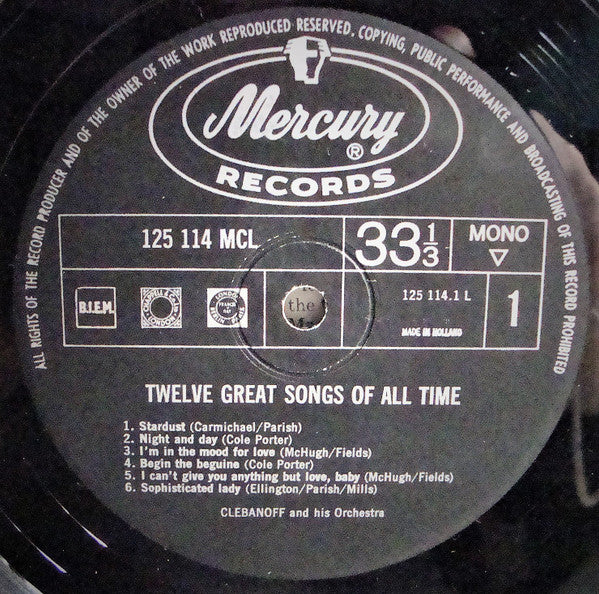 ALL RIGHTS OF THE RECORD PRODUCER AND OF THE OWNER OF THE WORK REPRODUCED RESERVED. COPYING, PUBLIC PERFORMANCE AND BROADCASTING OF THIS RECORD PROHIBITED
Mercury
®
RECORDS
125 114 MCL
33 1/3
MONO
▽
B.I.E.M.
125 114.1 L
1
MADE IN HOLLAND
the
TWELVE GREAT SONGS OF ALL TIME
1. Stardust (Carmichael/Parish)
2. Night and day (Cole Porter)
3. I'm in the mood for love (McHugh/Fields)
4. Begin the beguine (Cole Porter)
5. I can't give you anything but love, baby (McHugh/Fields)
6. Sophisticated lady (Ellington/Parish/Mills)
CLEBANOFF and his Orchestra